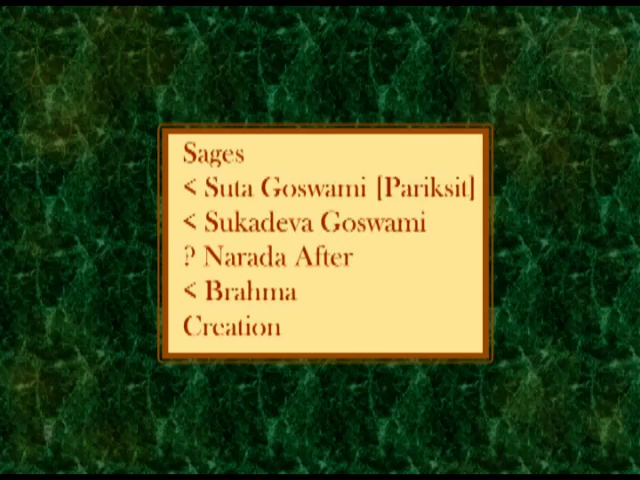 Sages
< Suta Goswami [Pariksit]
< Sukadeva Goswami
? Narada After
< Brahma
Creation